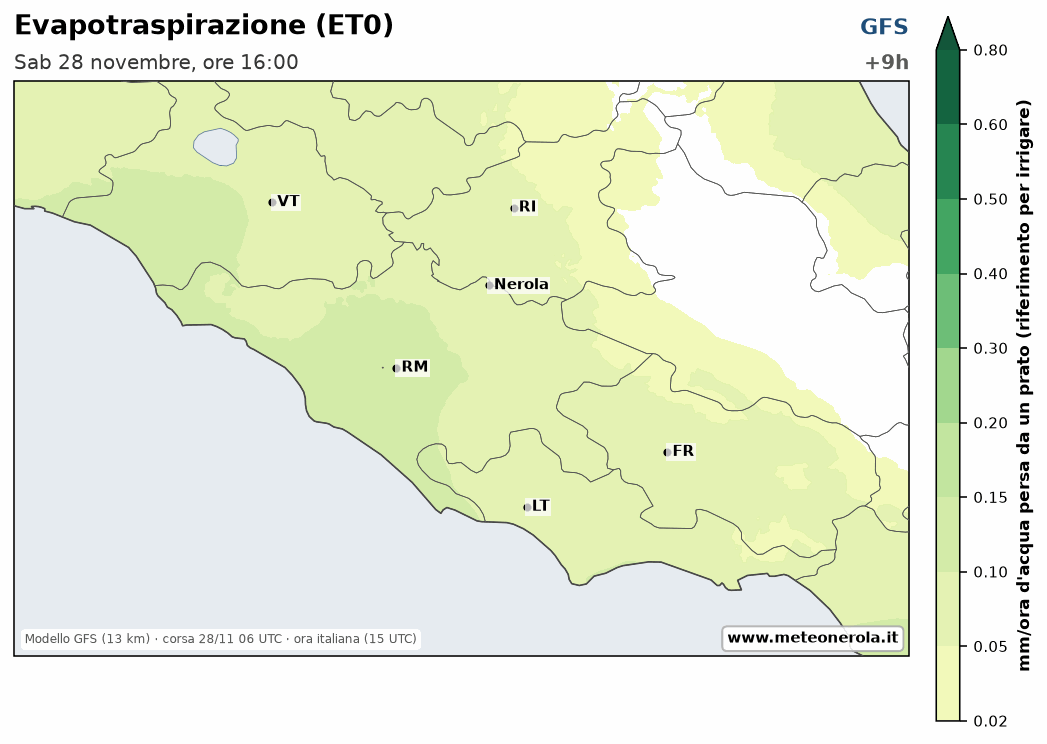 Evapotraspirazione (ET0)
GFS
Sab 28 novembre, ore 16:00
+9h
VT
RI
Nerola
RM
FR
LT
Modello GFS (13 km) · corsa 28/11 06 UTC · ora italiana (15 UTC)
www.meteonerola.it
0.80
0.60
0.50
0.40
0.30
0.20
0.15
0.10
0.05
0.02
mm/ora d'acqua persa da un prato (riferimento per irrigare)